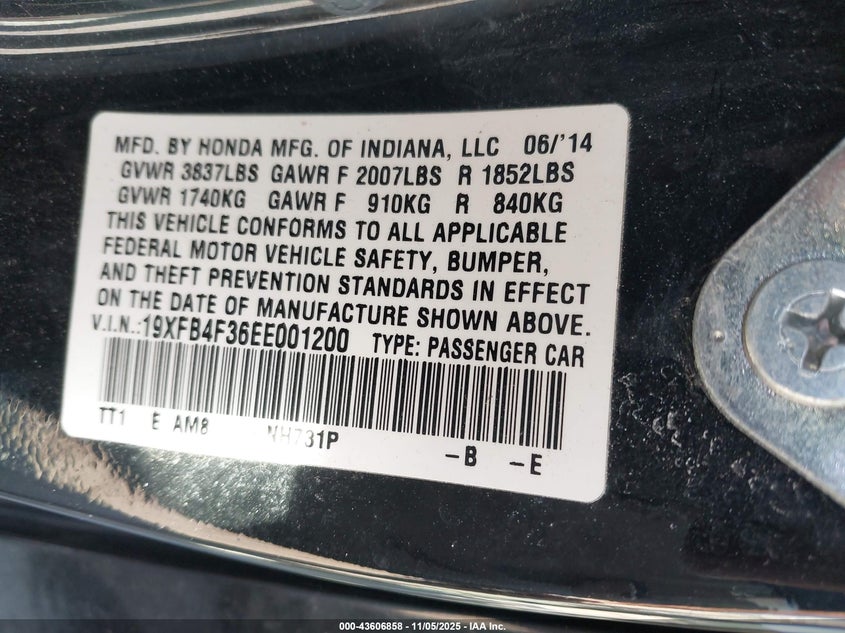 MFD. BY HONDA MFG. OF INDIANA, LLC 06/'14
GVWR 3837LBS GAWR F 2007LBS R 1852LBS
GVWR 1740KG GAWR F 910KG R 840KG
THIS VEHICLE CONFORMS TO ALL APPLICABLE
FEDERAL MOTOR VEHICLE SAFETY, BUMPER,
AND THEFT PREVENTION STANDARDS IN EFFECT
ON THE DATE OF MANUFACTURE SHOWN ABOVE.
V.I.N.:19XFB4F36EE001200 TYPE: PASSENGER CAR
TT1 E AM8 NH731P -B -E
000-43606858 - 11/05/2025 - IAA Inc.